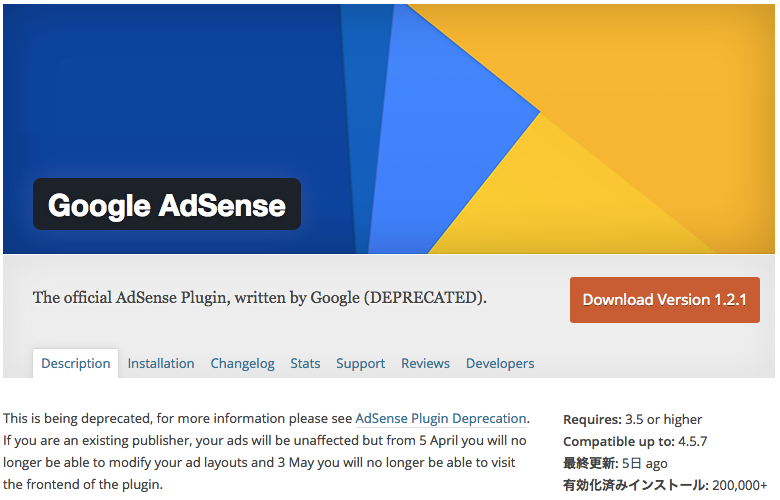 Google AdSense
The official AdSense Plugin, written by Google (DEPRECATED).
Download Version 1.2.1
Description Installation Changelog Stats Support Reviews Developers
This is being deprecated, for more information please see AdSense Plugin Deprecation.
If you are an existing publisher, your ads will be unaffected but from 5 April you will no
longer be able to modify your ad layouts and 3 May you will no longer be able to visit
the frontend of the plugin.
Requires: 3.5 or higher
Compatible up to: 4.5.7
最終更新: 5日 ago
有効化済みインストール: 200,000+